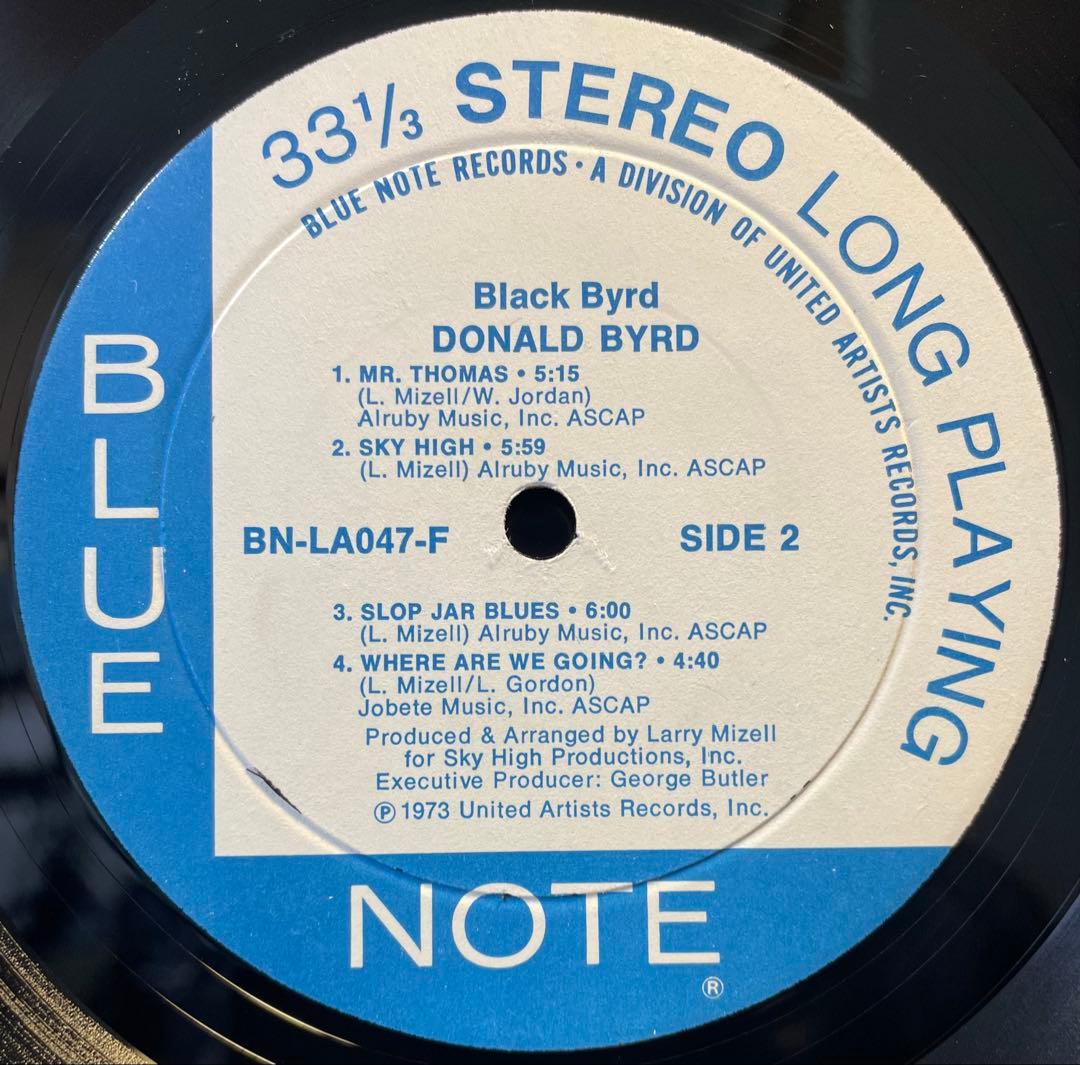 33⅓ STEREO LONG PLAYING
BLUE NOTE RECORDS • A DIVISION OF UNITED ARTISTS RECORDS, INC.
Black Byrd
DONALD BYRD
1. MR. THOMAS • 5:15
(L. Mizell/W. Jordan)
Alruby Music, Inc. ASCAP
2. SKY HIGH • 5:59
(L. Mizell) Alruby Music, Inc. ASCAP
BN-LA047-F SIDE 2
3. SLOP JAR BLUES • 6:00
(L. Mizell) Alruby Music, Inc. ASCAP
4. WHERE ARE WE GOING? • 4:40
(L. Mizell/L. Gordon)
Jobete Music, Inc. ASCAP
Produced & Arranged by Larry Mizell
for Sky High Productions, Inc.
Executive Producer: George Butler
℗ 1973 United Artists Records, Inc.
BLUE
NOTE
®